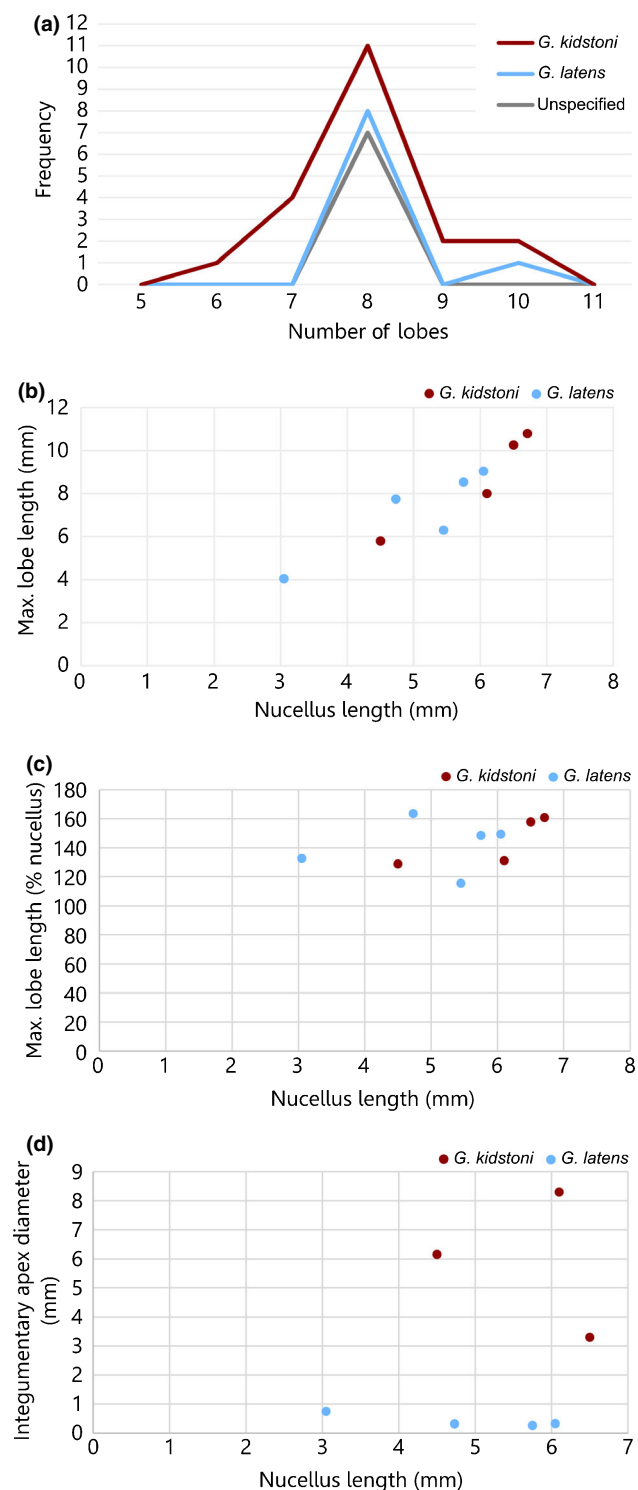 (a)
12
11
10
9
8
7
6
5
4
3
2
1
0
Frequency
G. kidstoni
G. latens
Unspecified
5 6 7 8 9 10 11
Number of lobes
(b)
G. kidstoni G. latens
12
10
8
6
4
2
0
Max. lobe length (mm)
0 1 2 3 4 5 6 7 8
Nucellus length (mm)
(c)
G. kidstoni G. latens
180
160
140
120
100
80
60
40
20
0
Max. lobe length (% nucellus)
0 1 2 3 4 5 6 7 8
Nucellus length (mm)
(d)
G. kidstoni G. latens
9
8
7
6
5
4
3
2
1
0
Integumentary apex diameter
(mm)
0 1 2 3 4 5 6 7
Nucellus length (mm)